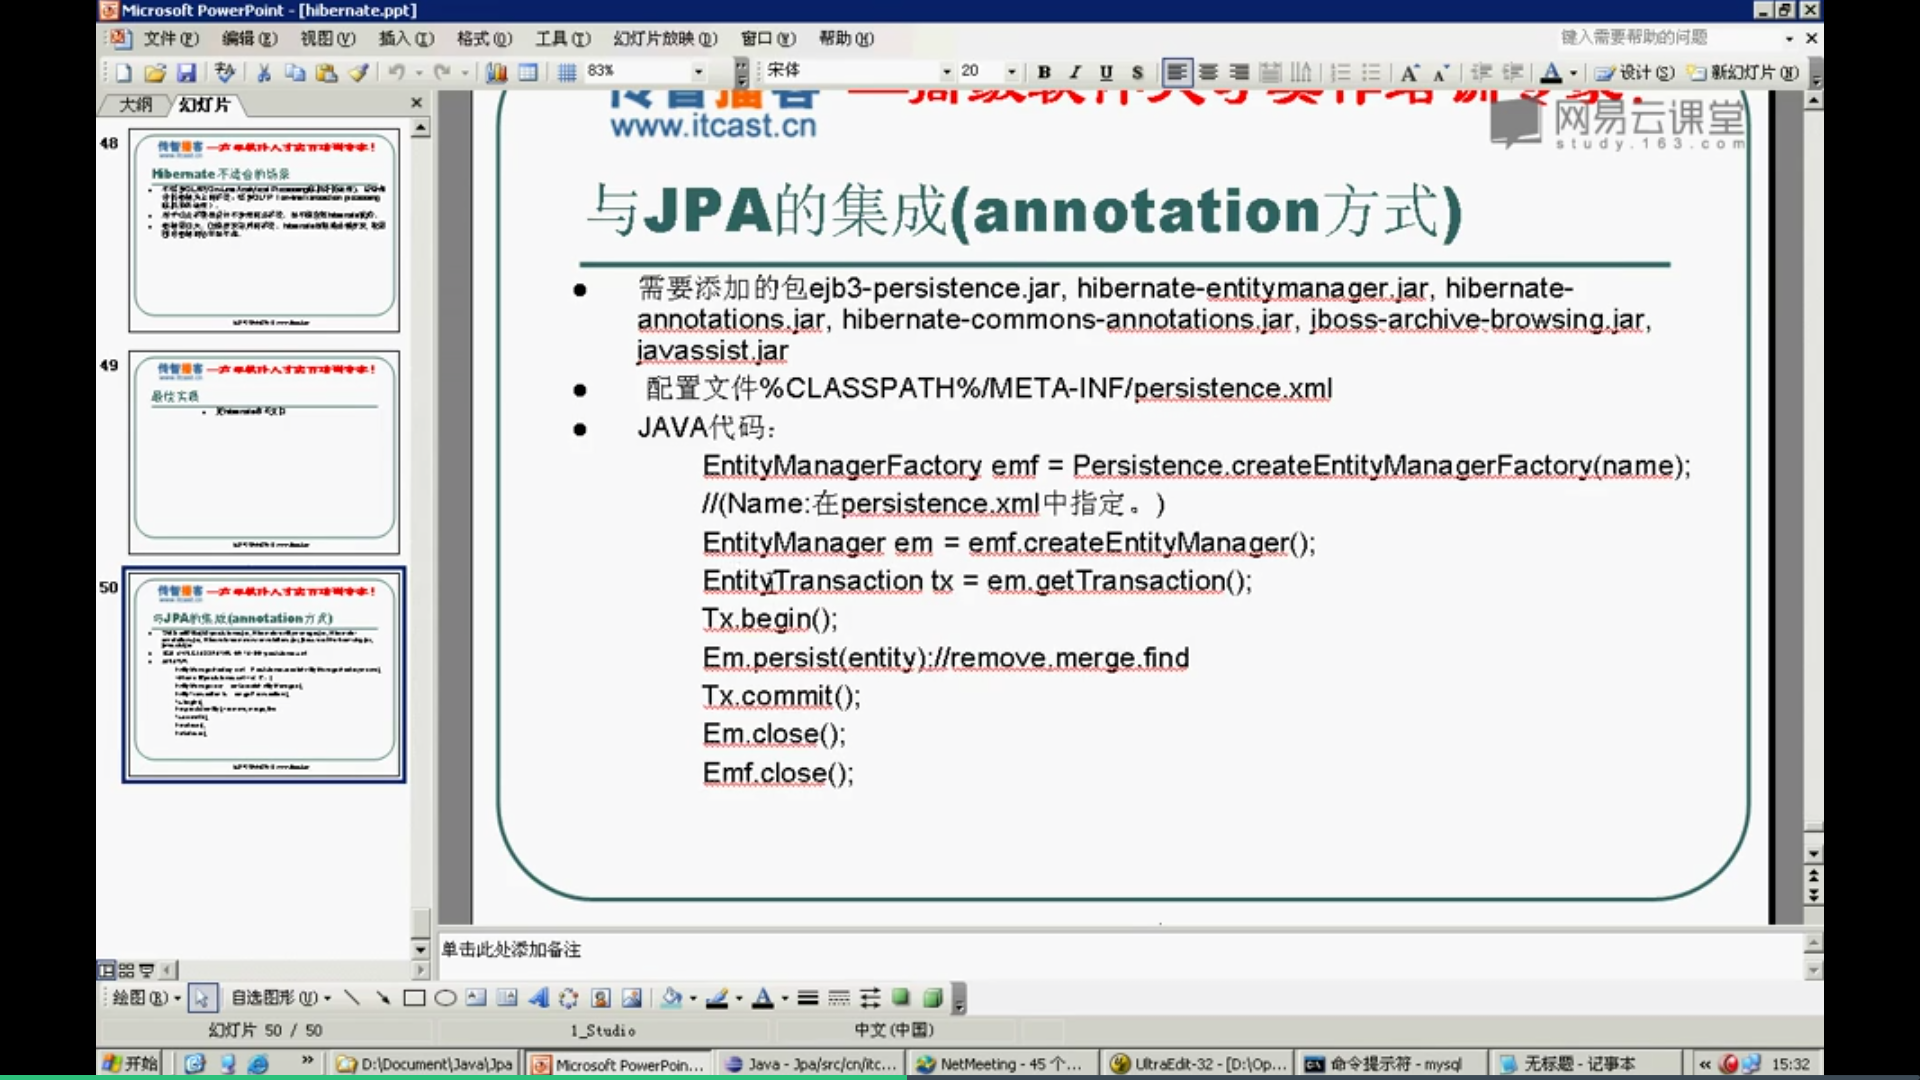 Microsoft PowerPoint - [hibernate.ppt]
文件(F) 编辑(E) 视图(V) 插入(I) 格式(O) 工具(T) 幻灯片放映(D) 窗口(W) 帮助(H) 键入需要帮助的问题
83% 宋体 20 B I U S A A A 设计(S) 新幻灯片(N)
大纲 幻灯片
48
Hibernate不适合的场景
49
最佳实践
50
与JPA的集成(annotation方式)
传智播客
www.itcast.cn
网易云课堂
study.163.com
与JPA的集成(annotation方式)
● 需要添加的包ejb3-persistence.jar, hibernate-entitymanager.jar, hibernate-
annotations.jar, hibernate-commons-annotations.jar, jboss-archive-browsing.jar,
javassist.jar
● 配置文件%CLASSPATH%/META-INF/persistence.xml
● JAVA代码：
EntityManagerFactory emf = Persistence.createEntityManagerFactory(name);
//(Name:在persistence.xml中指定。)
EntityManager em = emf.createEntityManager();
EntityTransaction tx = em.getTransaction();
Tx.begin();
Em.persist(entity);//remove,merge,find
Tx.commit();
Em.close();
Emf.close();
单击此处添加备注
绘图(R) 自选图形(U)
幻灯片 50 / 50 1_Studio 中文(中国)
开始 » D:\Document\Java\Jpa Microsoft PowerPoin... Java - Jpa/src/cn/itc... NetMeeting - 45 个... UltraEdit-32 - [D:\Op... 命令提示符 - mysql 无标题 - 记事本 « 15:32